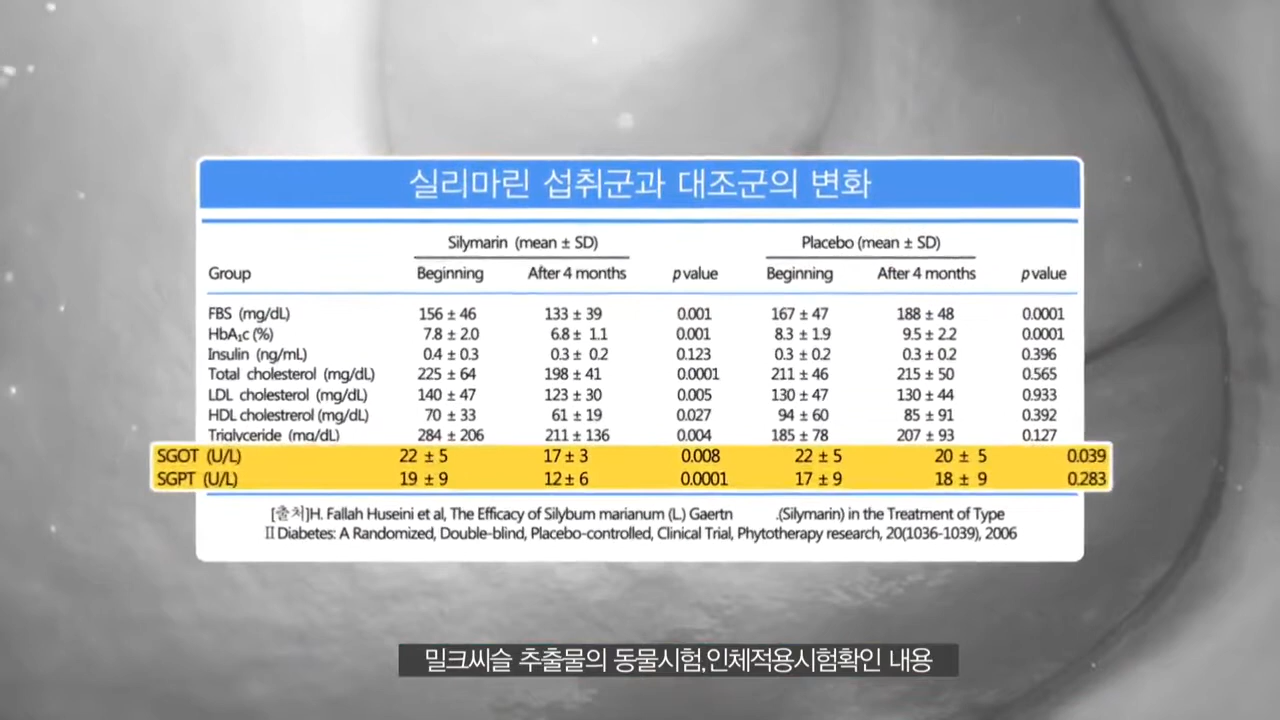 실리마린 섭취군과 대조군의 변화
Silymarin (mean ± SD) Placebo (mean ± SD)
Group Beginning After 4 months p value Beginning After 4 months p value
FBS (mg/dL) 156 ± 46 133 ± 39 0.001 167 ± 47 188 ± 48 0.0001
HbA₁c (%) 7.8 ± 2.0 6.8 ± 1.1 0.001 8.3 ± 1.9 9.5 ± 2.2 0.0001
Insulin (ng/mL) 0.4 ± 0.3 0.3 ± 0.2 0.123 0.3 ± 0.2 0.3 ± 0.2 0.396
Total cholesterol (mg/dL) 225 ± 64 198 ± 41 0.0001 211 ± 46 215 ± 50 0.565
LDL cholesterol (mg/dL) 140 ± 47 123 ± 30 0.005 130 ± 47 130 ± 44 0.933
HDL cholestrerol (mg/dL) 70 ± 33 61 ± 19 0.027 94 ± 60 85 ± 91 0.392
Triglyceride (mg/dL) 284 ± 206 211 ± 136 0.004 185 ± 78 207 ± 93 0.127
SGOT (U/L) 22 ± 5 17 ± 3 0.008 22 ± 5 20 ± 5 0.039
SGPT (U/L) 19 ± 9 12 ± 6 0.0001 17 ± 9 18 ± 9 0.283
[출처]H. Fallah Huseini et al, The Efficacy of Silybum marianum (L.) Gaertn .(Silymarin) in the Treatment of Type
II Diabetes: A Randomized, Double-blind, Placebo-controlled, Clinical Trial, Phytotherapy research, 20(1036-1039), 2006
밀크씨슬 추출물의 동물시험,인체적용시험확인 내용